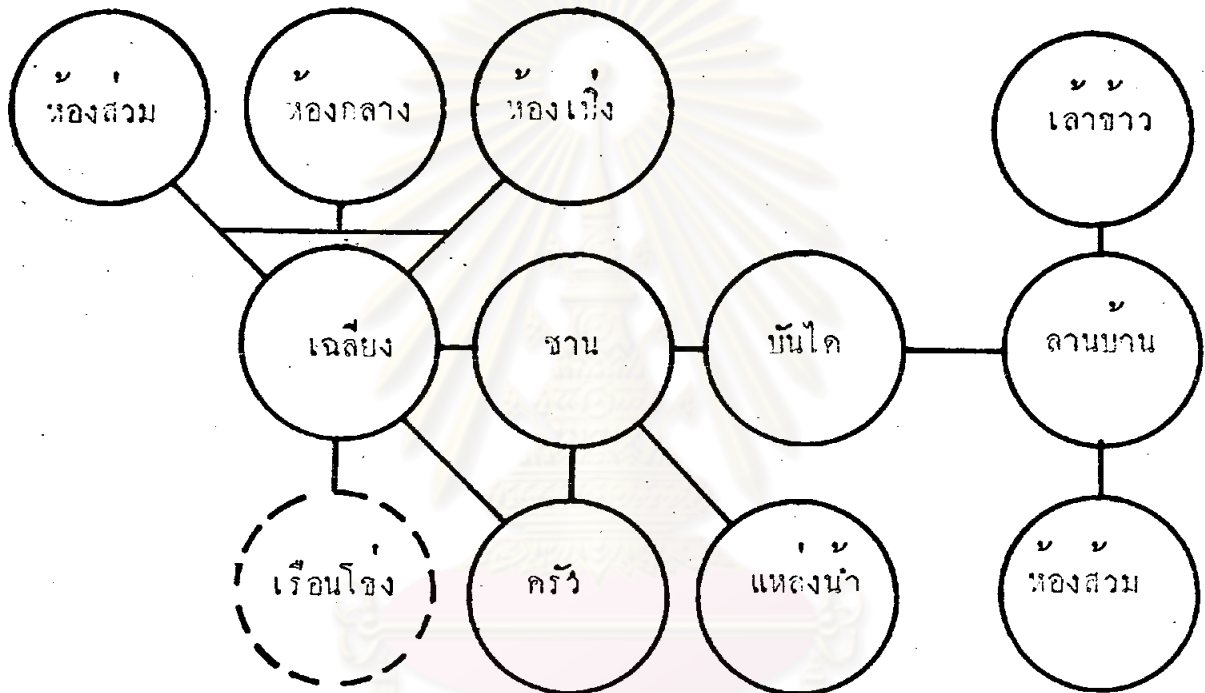 ห้องส่วม
ห้องกลาง
ห้องเปิ่ง
เล้าข้าว
เฉลียง
ชาน
บันได
ลานบ้าน
เรือนโข่ง
ครัว
แหล่งน้ำ
ห้องส้วม